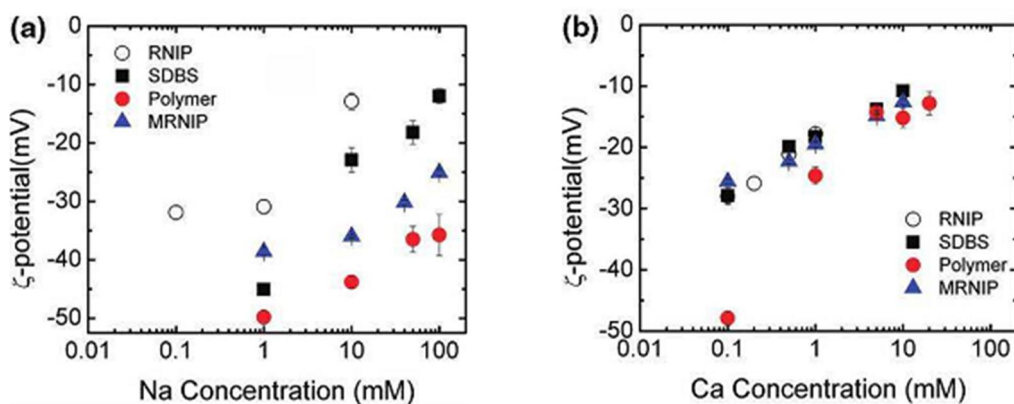 (a)
0
-10
-20
-30
-40
-50
ζ-potential(mV)
RNIP
SDBS
Polymer
MRNIP
0.01 0.1 1 10 100
Na Concentration (mM)
(b)
0
-10
-20
-30
-40
-50
ζ-potential(mV)
RNIP
SDBS
Polymer
MRNIP
0.01 0.1 1 10 100
Ca Concentration (mM)